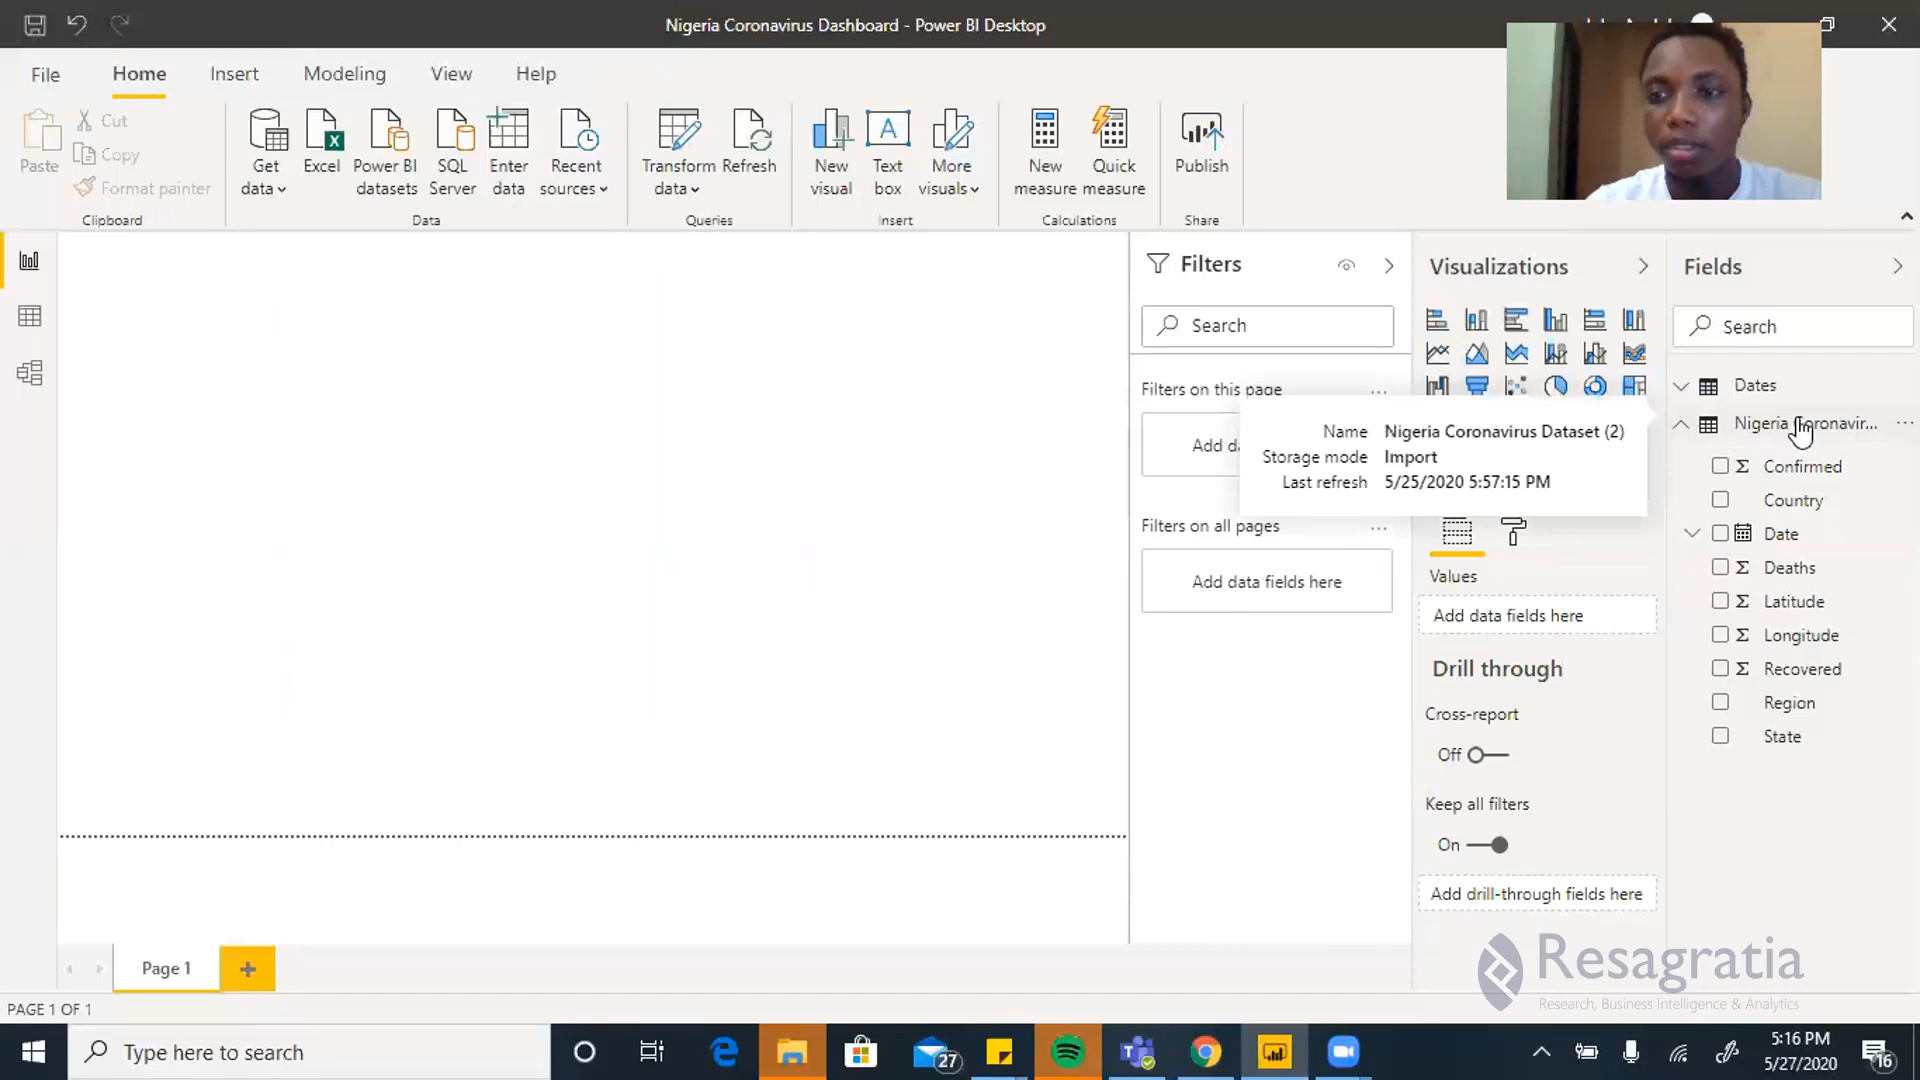 Nigeria Coronavirus Dashboard - Power BI Desktop
File
Home
Insert
Modeling
View
Help
Paste
Cut
Copy
Format painter
Clipboard
Get data
Excel
Power BI datasets
SQL Server
Enter data
Recent sources
Data
Transform data
Refresh
Queries
New visual
Text box
More visuals
Insert
New measure
Quick measure
Calculations
Publish
Share
Filters
Search
Filters on this page
...
Add da
Filters on all pages
...
Add data fields here
Name Nigeria Coronavirus Dataset (2)
Storage mode Import
Last refresh 5/25/2020 5:57:15 PM
Visualizations
Values
Add data fields here
Drill through
Cross-report
Off
Keep all filters
On
Add drill-through fields here
Fields
Search
Dates
Nigeria Coronavir... ...
Confirmed
Country
Date
Deaths
Latitude
Longitude
Recovered
Region
State
Page 1
PAGE 1 OF 1
Resagratia
Research, Business Intelligence & Analytics
Type here to search
27
5:16 PM
5/27/2020
16